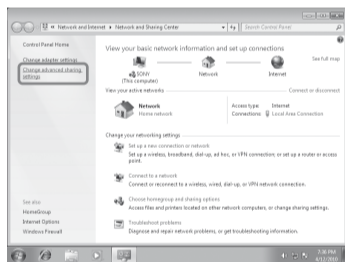 « Network and Internet ▸ Network and Sharing Center
Search Control Panel
Control Panel Home
Change adapter settings
Change advanced sharing
settings
View your basic network information and set up connections
See full map
SONY
(This computer)
Network
Internet
View your active networks
Connect or disconnect
Network
Home network
Access type: Internet
Connections: Local Area Connection
Change your networking settings
Set up a new connection or network
Set up a wireless, broadband, dial-up, ad hoc, or VPN connection; or set up a router or access
point.
Connect to a network
Connect or reconnect to a wireless, wired, dial-up, or VPN network connection.
Choose homegroup and sharing options
Access files and printers located on other network computers, or change sharing settings.
Troubleshoot problems
Diagnose and repair network problems, or get troubleshooting information.
See also
HomeGroup
Internet Options
Windows Firewall